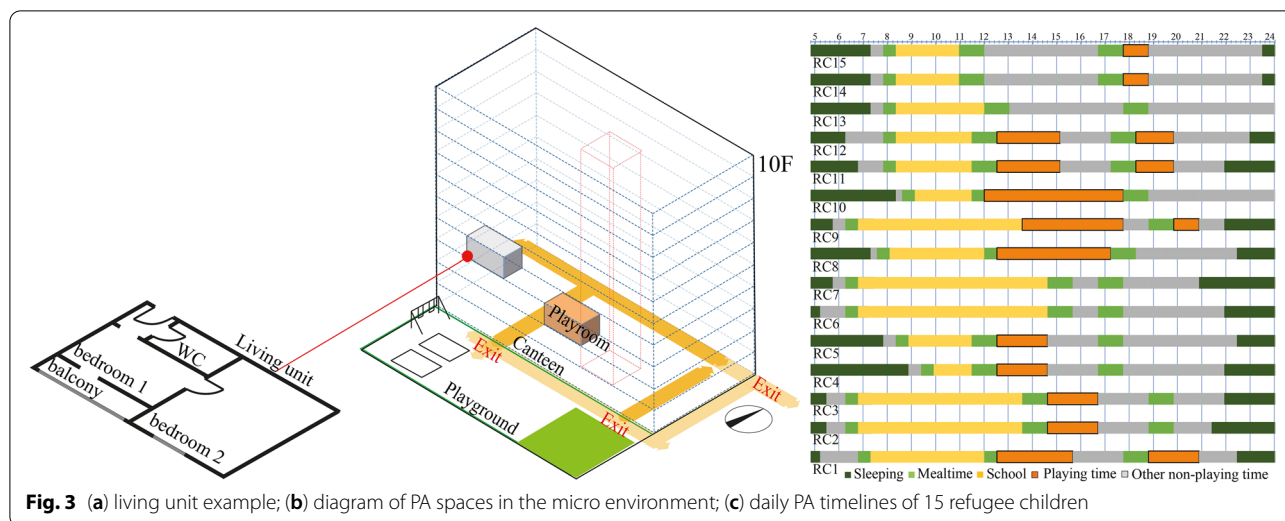 5 6 7 8 9 10 11 12 13 14 15 16 17 18 19 20 21 22 23 24
RC15
RC14
RC13
RC12
RC11
RC10
RC9
RC8
RC7
RC6
RC5
RC4
RC3
RC2
RC1
Sleeping Mealtime School Playing time Other non-playing time
10F
Playroom
Canteen
Exit
Exit
Exit
Playground
Living unit
WC
bedroom 1
balcony
bedroom 2
Fig. 3 (a) living unit example; (b) diagram of PA spaces in the micro environment; (c) daily PA timelines of 15 refugee children